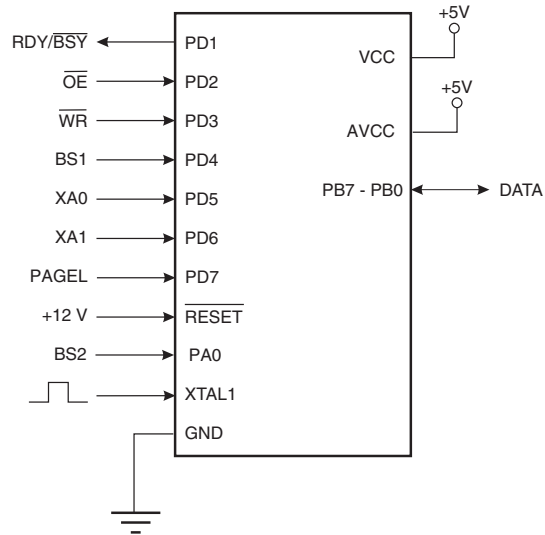 RDY/BSY PD1
OE PD2
WR PD3
BS1 PD4
XA0 PD5
XA1 PD6
PAGEL PD7
+12 V RESET
BS2 PA0
XTAL1
GND
+5V
VCC
+5V
AVCC
PB7 - PB0 DATA